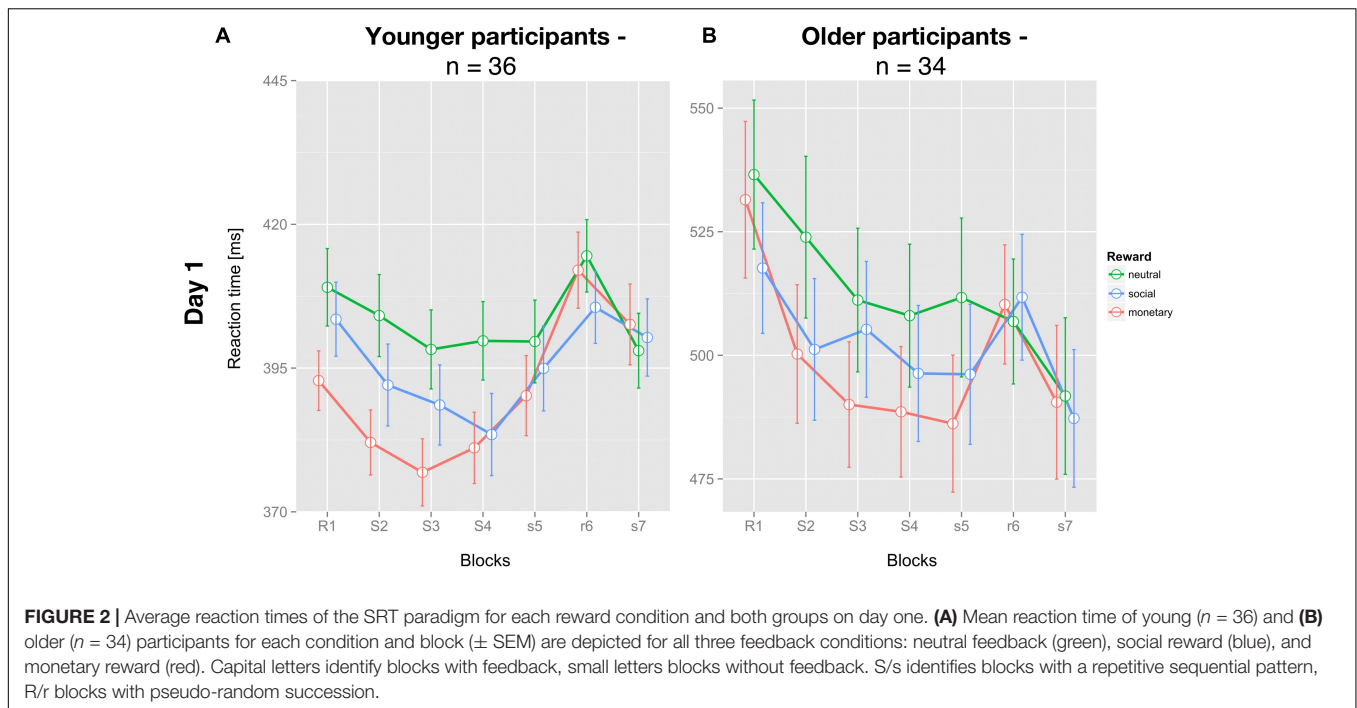 A
Younger participants -
n = 36
B
Older participants -
n = 34
Day 1
Reaction time [ms]
445
420
395
370
R1 S2 S3 S4 s5 r6 s7
Blocks
550
525
500
475
R1 S2 S3 S4 s5 r6 s7
Blocks
Reward
neutral
social
monetary
FIGURE 2 | Average reaction times of the SRT paradigm for each reward condition and both groups on day one. (A) Mean reaction time of young (n = 36) and (B)
older (n = 34) participants for each condition and block (± SEM) are depicted for all three feedback conditions: neutral feedback (green), social reward (blue), and
monetary reward (red). Capital letters identify blocks with feedback, small letters blocks without feedback. S/s identifies blocks with a repetitive sequential pattern,
R/r blocks with pseudo-random succession.